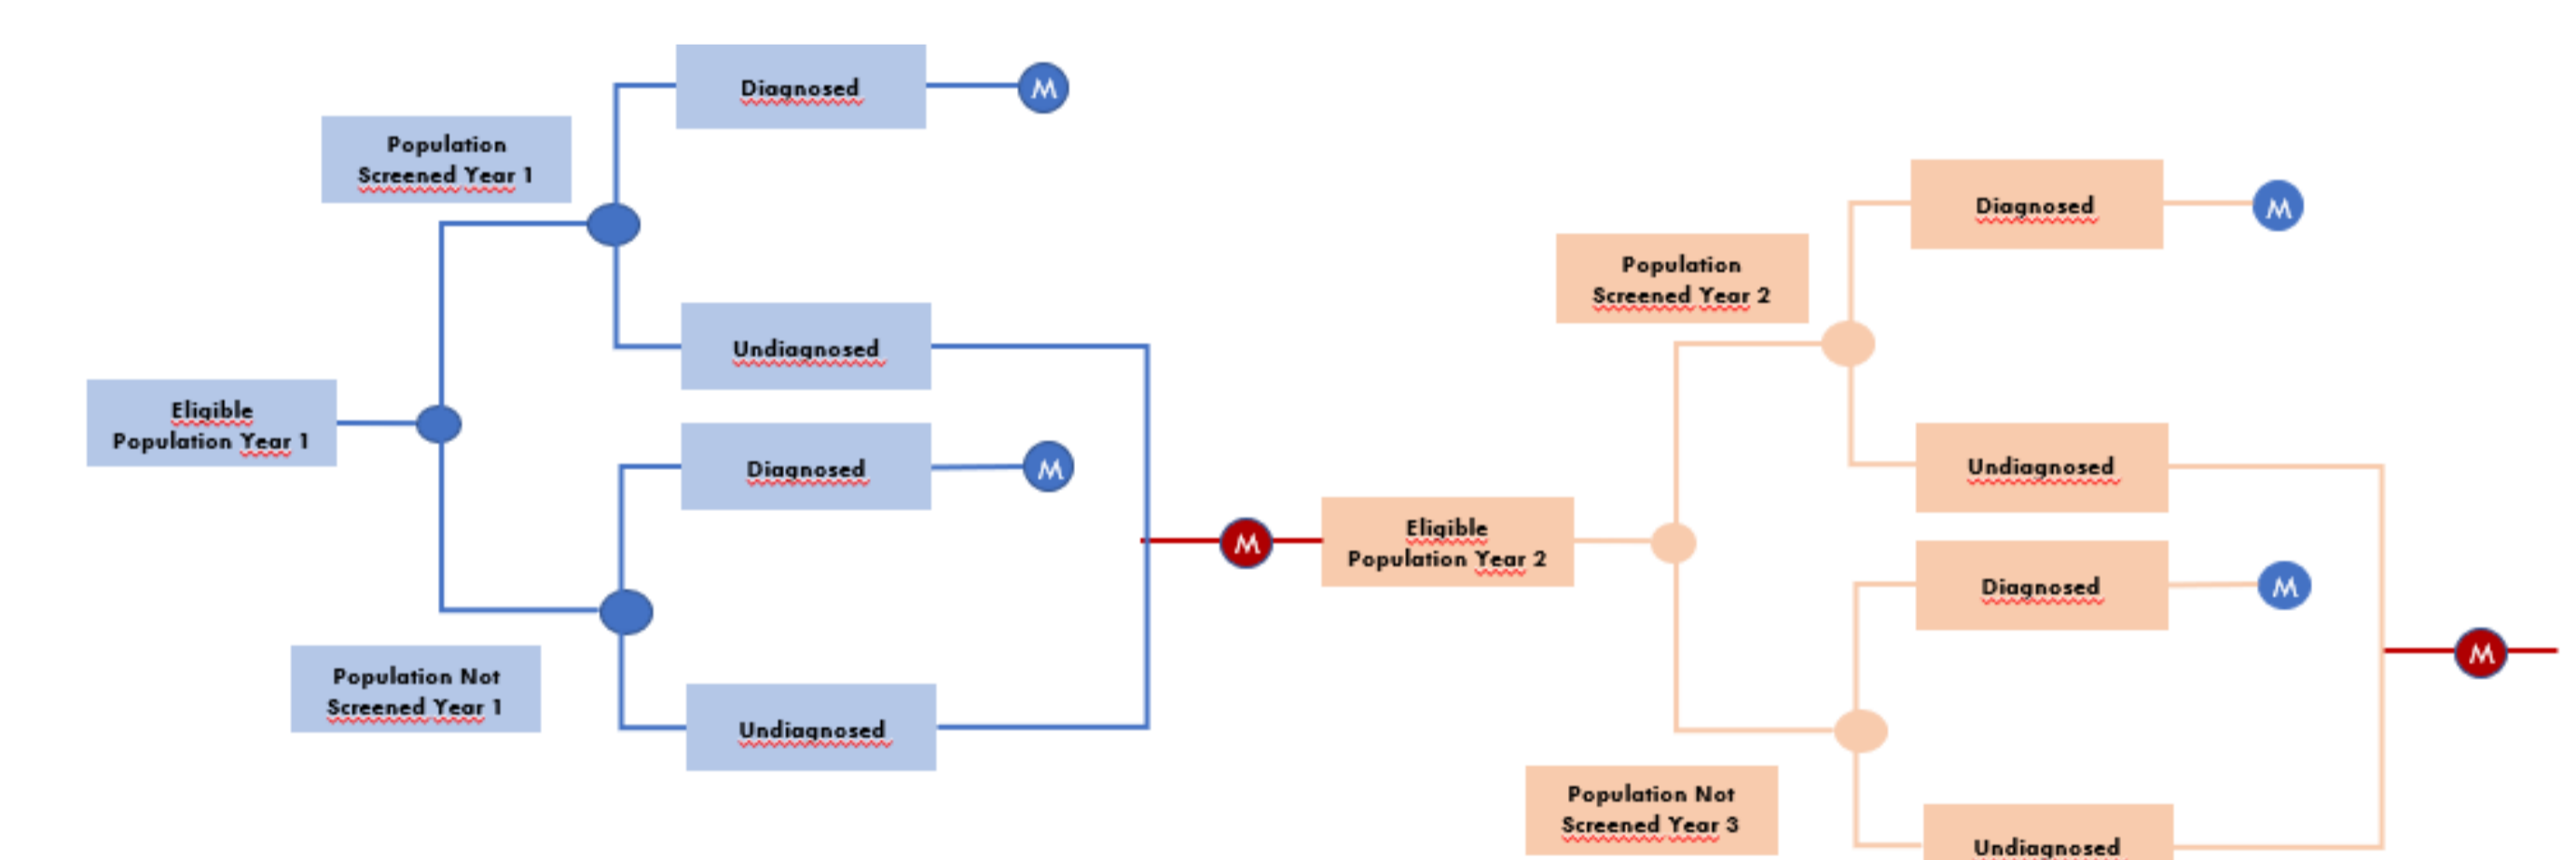 Diagnosed
M
Population
Screened Year 1
Undiagnosed
Eligible
Population Year 1
Diagnosed
M
Population Not
Screened Year 1
Undiagnosed
M
Eligible
Population Year 2
Diagnosed
M
Population
Screened Year 2
Undiagnosed
Diagnosed
M
Population Not
Screened Year 3
Undiagnosed
M